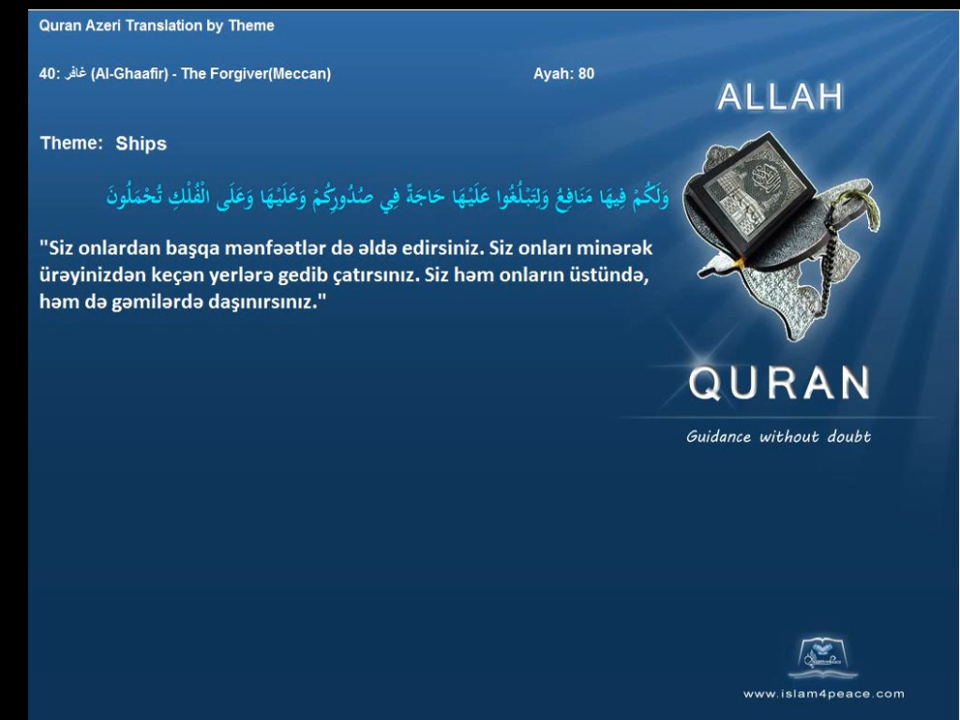 Quran Azeri Translation by Theme
40: غافر (Al-Ghaafir) - The Forgiver(Meccan) Ayah: 80
ALLAH
Theme: Ships
وَلَكُمْ فِيهَا مَنَافِعُ وَلِتَبْلُغُوا عَلَيْهَا حَاجَةً فِي صُدُورِكُمْ وَعَلَيْهَا وَعَلَى الْفُلْكِ تُحْمَلُونَ
"Siz onlardan başqa mənfəətlər də əldə edirsiniz. Siz onları minərək
ürəyinizdən keçən yerlərə gedib çatırsınız. Siz həm onların üstündə,
həm də gəmilərdə daşınırsınız."
QURAN
Guidance without doubt
www.islam4peace.com